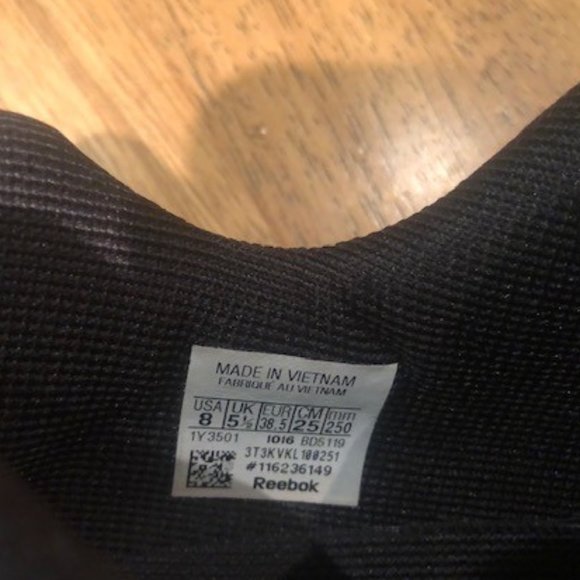 MADE IN VIETNAM
FABRIQUÉ AU VIETNAM
USA UK EUR CM mm
8 5½ 38.5 25 250
1Y3501 1016 BD5119
3T3KVKL100251
#116236149
Reebok